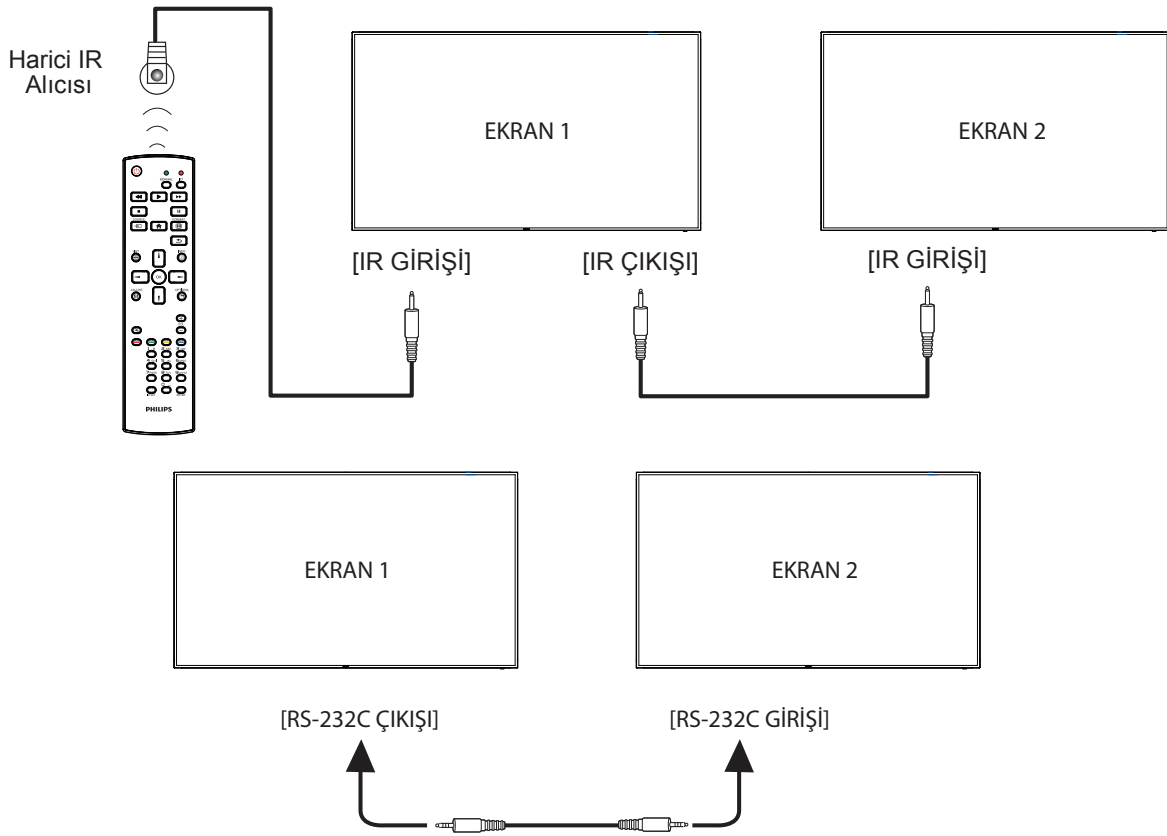 Harici IR
Alıcısı
EKRAN 1
EKRAN 2
[IR GİRİŞİ]
[IR ÇIKIŞI]
[IR GİRİŞİ]
OK
PHILIPS
EKRAN 1
EKRAN 2
[RS-232C ÇIKIŞI]
[RS-232C GİRİŞİ]